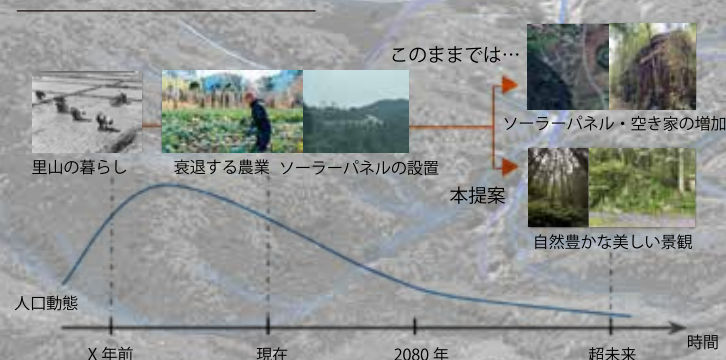 このままでは…
ソーラーパネル・空き家の増加
里山の暮らし
衰退する農業
ソーラーパネルの設置
本提案
自然豊かな美しい景観
人口動態
時間
X 年前
現在
2080 年
超未来